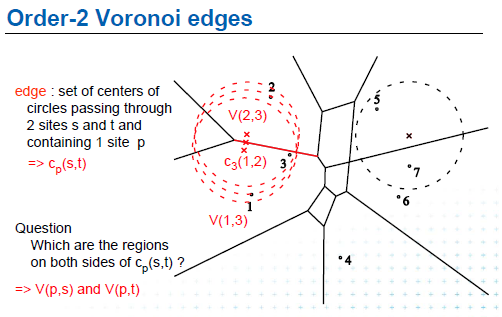 Order-2 Voronoi edges
edge : set of centers of
circles passing through
2 sites s and t and
containing 1 site p
=> cp(s,t)
Question
Which are the regions
on both sides of cp(s,t) ?
=> V(p,s) and V(p,t)
2
V(2,3)
c3(1,2)
3
1
V(1,3)
5
7
6
4